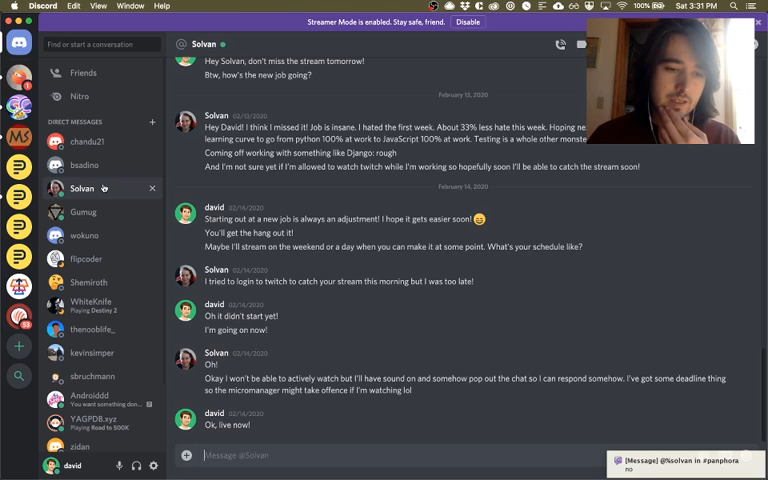 Discord File Edit View Window Help
100%
Sat 3:31 PM
Streamer Mode is enabled. Stay safe, friend. Disable
Find or start a conversation
Solvan
Friends
Nitro
DIRECT MESSAGES
chandu21
bsadino
Solvan
Gumug
wokuno
flipcoder
Shemiroth
WhiteKnife
Playing Destiny 2
thenooblife_
kevinsimper
sbruchmann
Androiddd
You want something don...
YAGPDB.xyz
Playing Road to 500K
zidan
david
MS
1
53
Hey Solvan, don't miss the stream tomorrow!
Btw, how's the new job going?
February 13, 2020
Solvan 02/13/2020
Hey David! I think I missed it! Job is insane. I hated the first week. About 33% less hate this week. Hoping ne
learning curve to go from python 100% at work to JavaScript 100% at work. Testing is a whole other monste
Coming off working with something like Django: rough
And I'm not sure yet if I'm allowed to watch twitch while I'm working so hopefully soon I'll be able to catch the stream soon!
February 14, 2020
david 02/14/2020
Starting out at a new job is always an adjustment! I hope it gets easier soon!
You'll get the hang out it!
Maybe I'll stream on the weekend or a day when you can make it at some point. What's your schedule like?
Solvan 02/14/2020
I tried to login to twitch to catch your stream this morning but I was too late!
david 02/14/2020
Oh it didn't start yet!
I'm going on now!
Solvan 02/14/2020
Oh!
Okay I won't be able to actively watch but I'll have sound on and somehow pop out the chat so I can respond somehow. I've got some deadline thing
so the micromanager might take offence if I'm watching lol
david 02/14/2020
Ok, live now!
Message @Solvan
[Message] @%solvan in #panphora
no